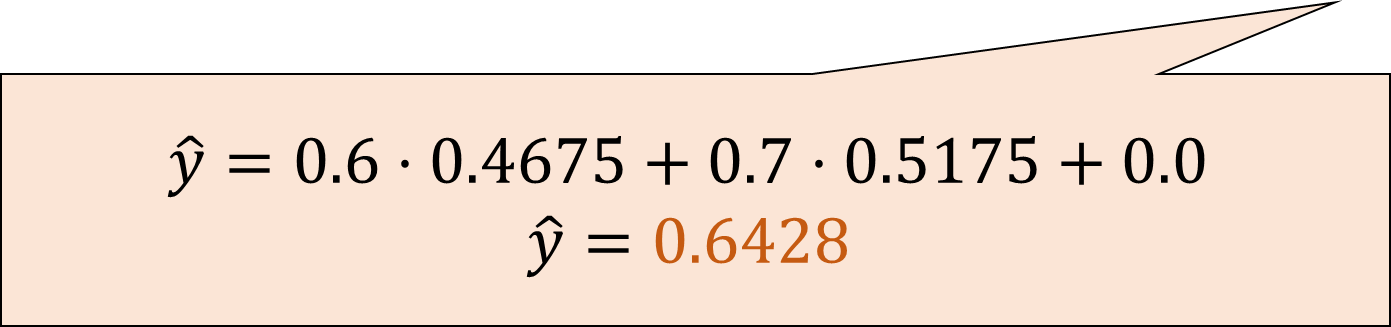 ŷ = 0.6 · 0.4675 + 0.7 · 0.5175 + 0.0
ŷ = 0.6428